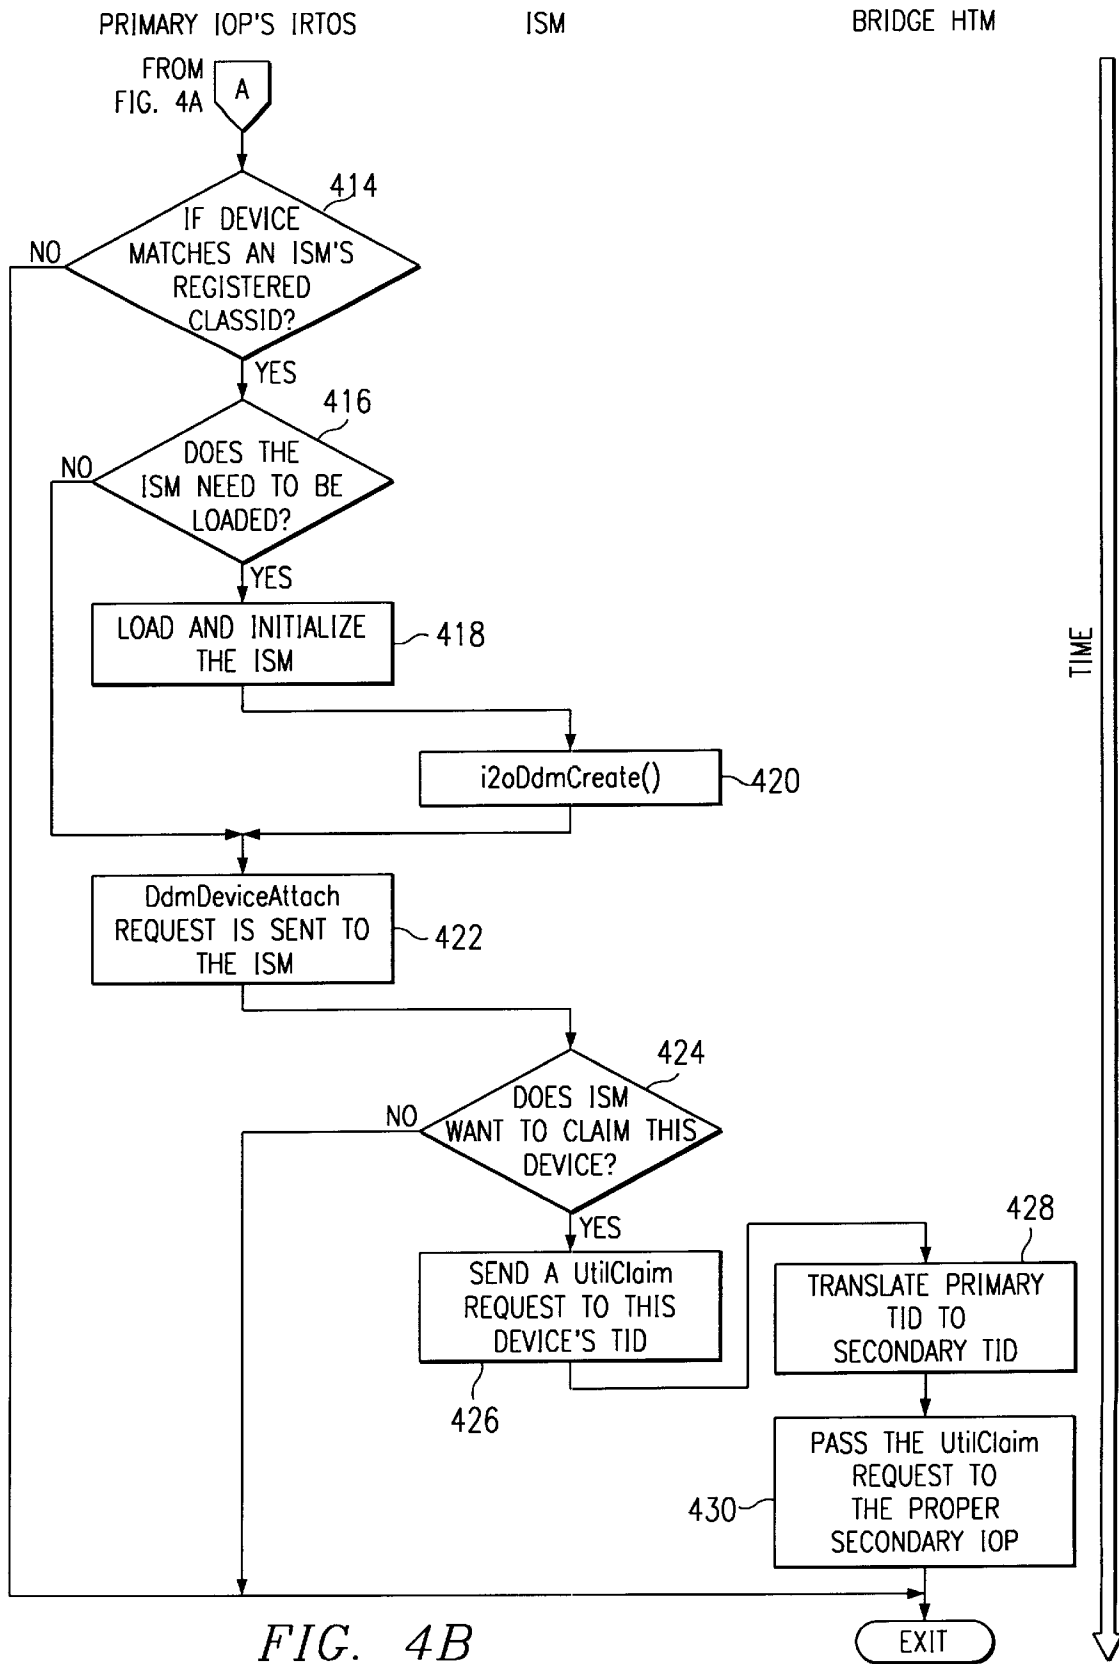 PRIMARY IOP'S IRTOS
ISM
BRIDGE HTM
FROM
FIG. 4A
A
414
IF DEVICE
MATCHES AN ISM'S
REGISTERED
CLASSID?
NO
YES
416
DOES THE
ISM NEED TO BE
LOADED?
NO
YES
LOAD AND INITIALIZE
THE ISM
418
TIME
i2oDdmCreate()
420
DdmDeviceAttach
REQUEST IS SENT TO
THE ISM
422
424
DOES ISM
WANT TO CLAIM THIS
DEVICE?
NO
YES
SEND A UtilClaim
REQUEST TO THIS
DEVICE'S TID
426
428
TRANSLATE PRIMARY
TID TO
SECONDARY TID
PASS THE UtilClaim
REQUEST TO
THE PROPER
SECONDARY IOP
430
EXIT
FIG. 4B